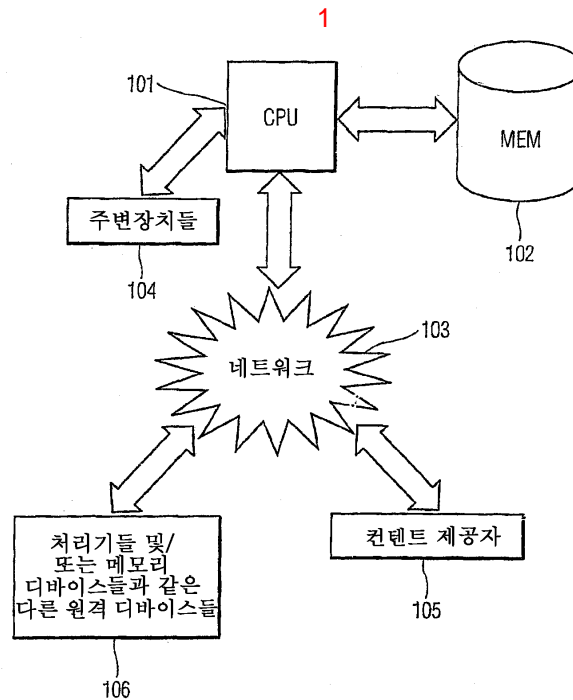 1
101
CPU
MEM
주변장치들
104
102
103
네트워크
처리기들 및/
또는 메모리
디바이스들과 같은
다른 원격 디바이스들
106
컨텐트 제공자
105